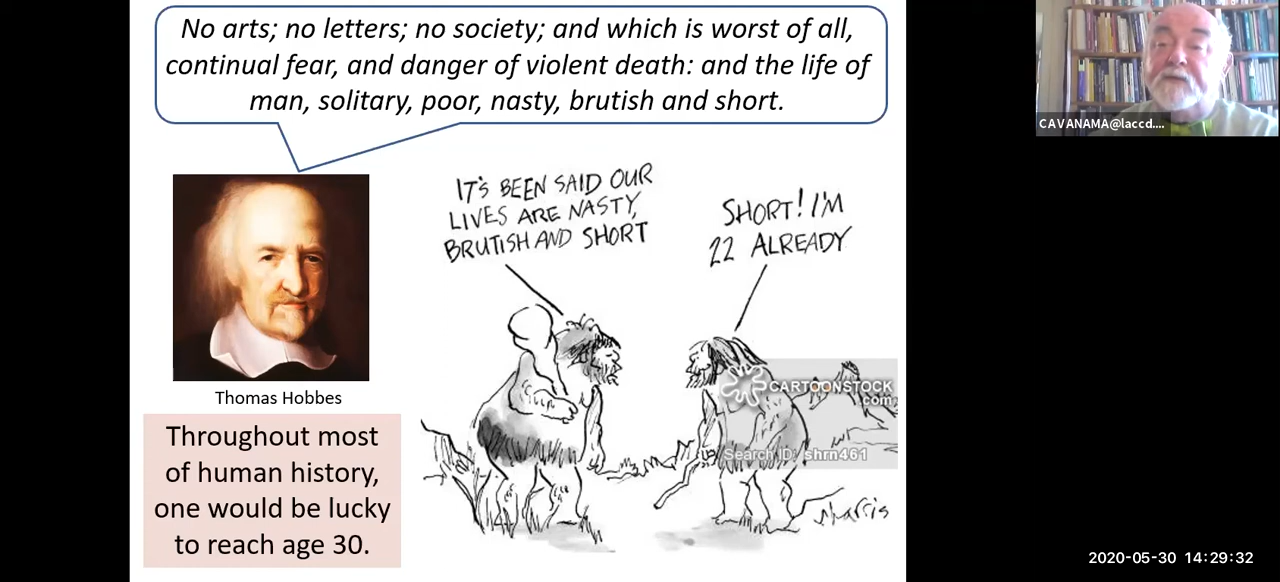 No arts; no letters; no society; and which is worst of all,
continual fear, and danger of violent death: and the life of
man, solitary, poor, nasty, brutish and short.
CAVANAMA@laccd....
IT'S BEEN SAID OUR
LIVES ARE NASTY,
BRUTISH AND SHORT
SHORT! I'M
22 ALREADY
Thomas Hobbes
Throughout most
of human history,
one would be lucky
to reach age 30.
CARTOONSTOCK
.com
Search ID: shrn461
SHarris
2020-05-30 14:29:32